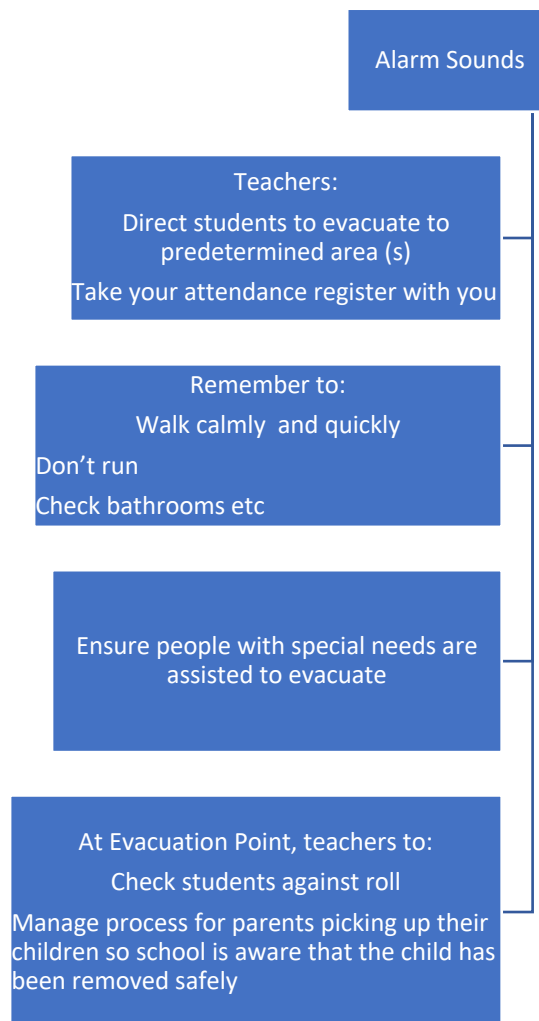 Alarm Sounds
Teachers:
Direct students to evacuate to
predetermined area (s)
Take your attendance register with you
Remember to:
Walk calmly  and quickly
Don’t run
Check bathrooms etc
Ensure people with special needs are
assisted to evacuate
At Evacuation Point, teachers to:
Check students against roll
Manage process for parents picking up their
children so school is aware that the child has
been removed safely